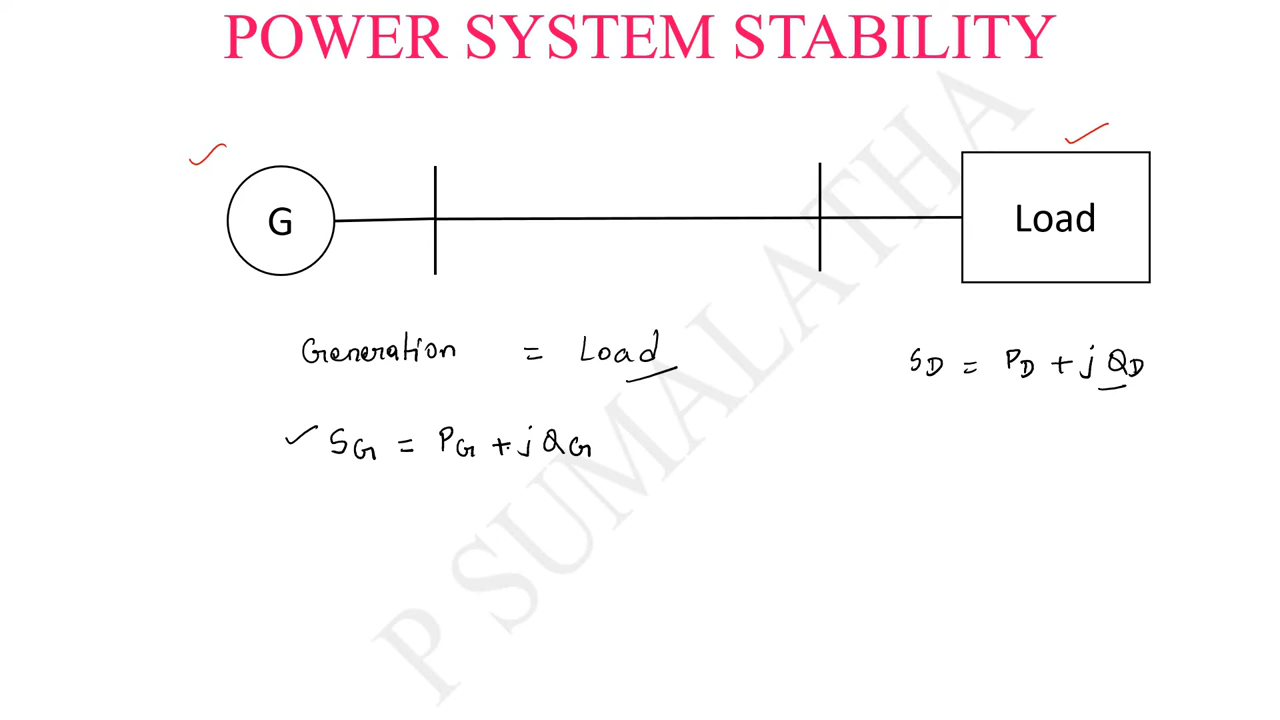 POWER SYSTEM STABILITY
G
Load
Generation = Load
S_D = P_D + j Q_D
S_G = P_G + j Q_G
P SUMALATHA